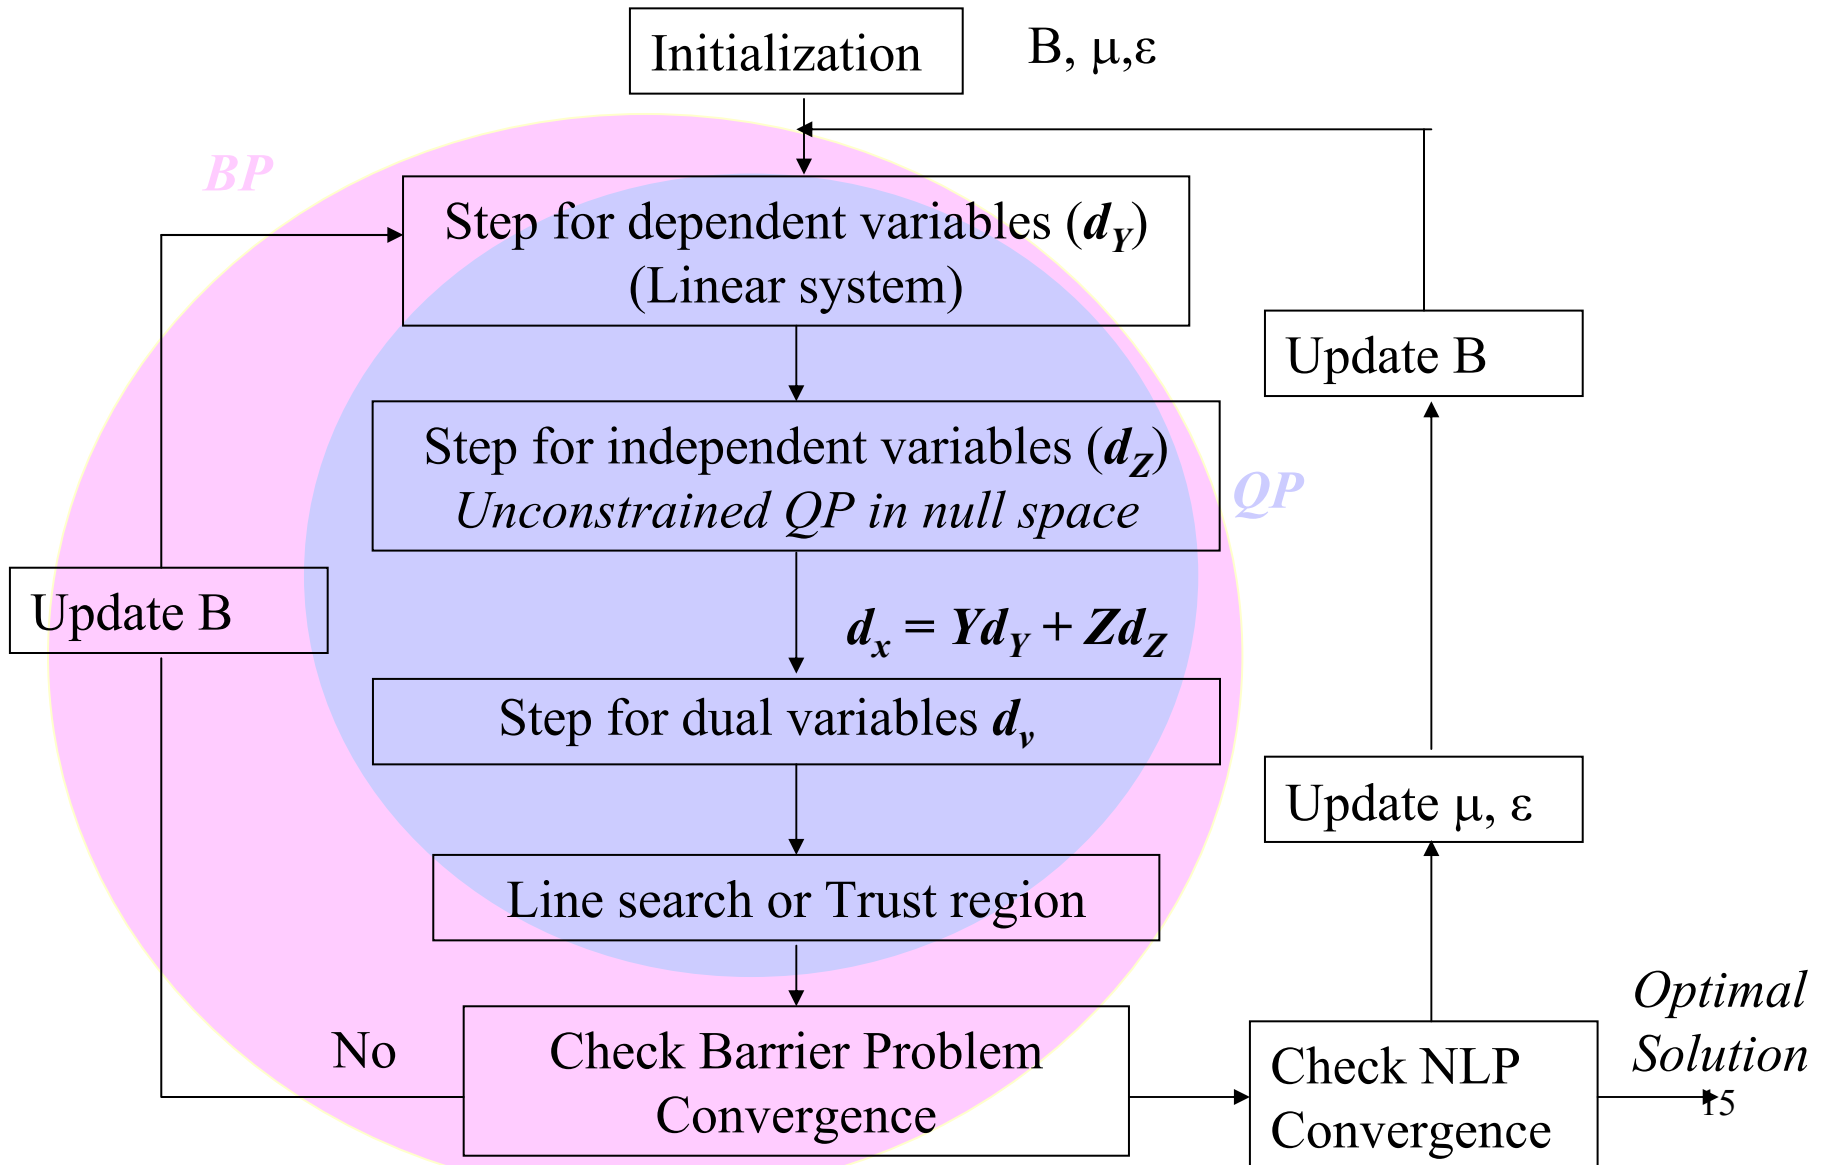 Initialization
B, μ,ε
BP
Step for dependent variables (dY)
(Linear system)
Update B
Step for independent variables (dZ)
Unconstrained QP in null space
QP
Update B
dx = YdY + ZdZ
Step for dual variables dv
Update μ, ε
Line search or Trust region
No
Check Barrier Problem
Convergence
Check NLP
Convergence
Optimal
Solution
15